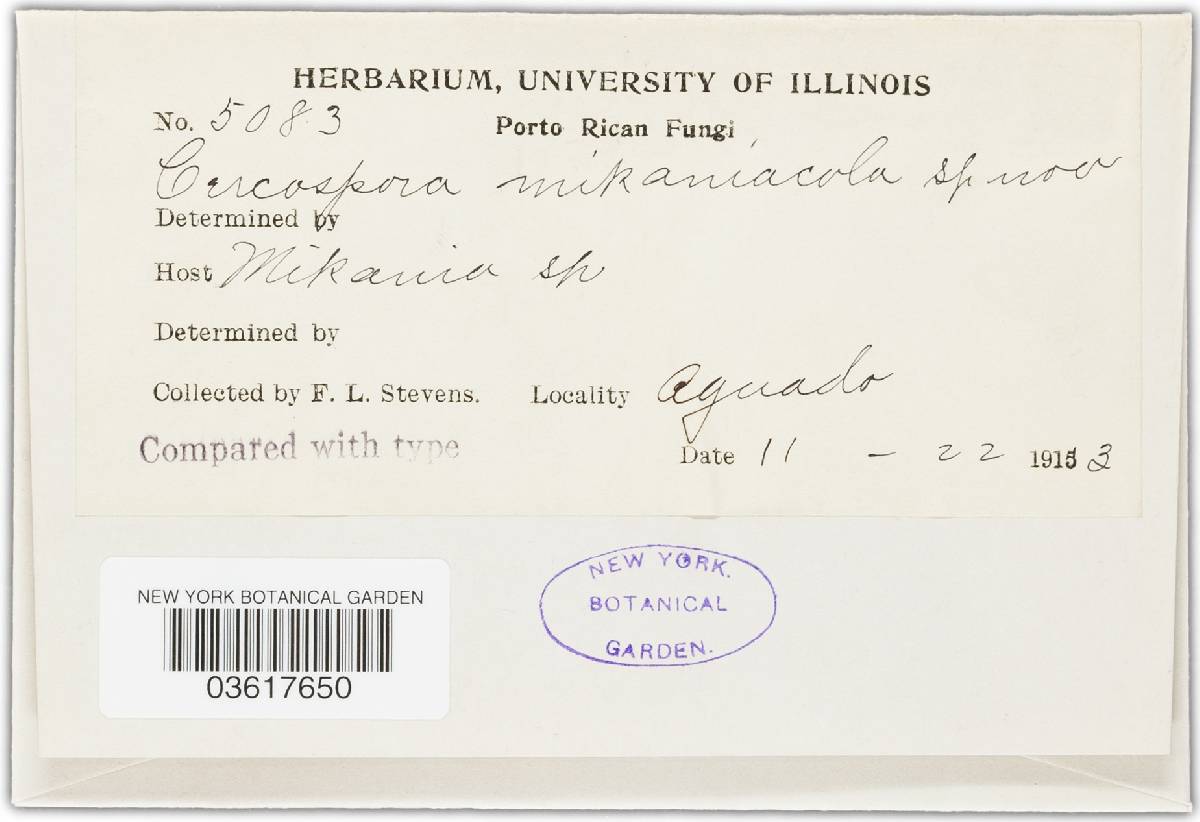 HERBARIUM, UNIVERSITY OF ILLINOIS
No. 5083 Porto Rican Fungi
Cercospora mikaniacola sp nov
Determined by
Host Mikania sp
Determined by
Collected by F. L. Stevens. Locality Aguado
Compared with type Date 11 - 22 1915 3
NEW YORK BOTANICAL GARDEN
03617650
NEW YORK.
BOTANICAL
GARDEN.